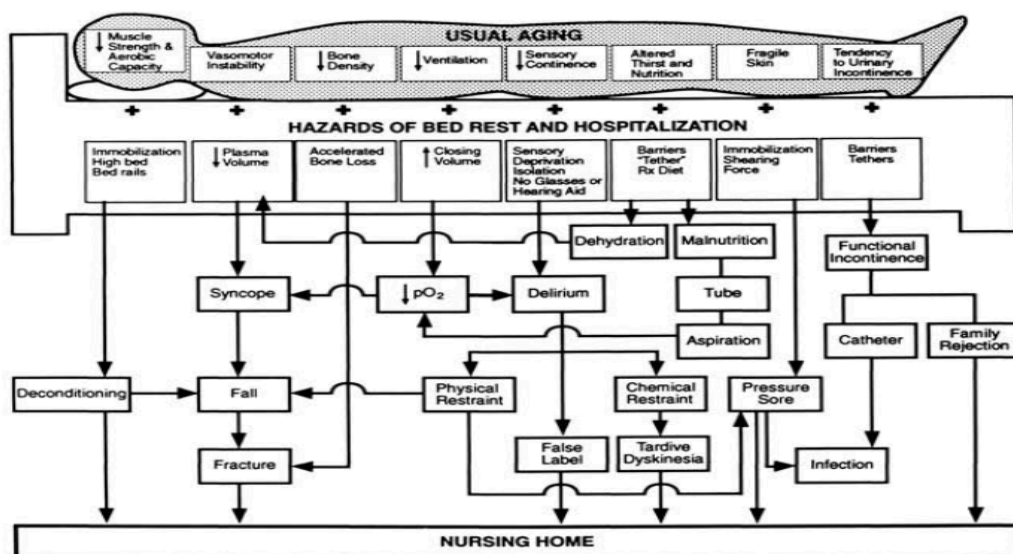 USUAL AGING
↓ Muscle
Strength &
Aerobic
Capacity
Vasomotor
Instability
↓ Bone
Density
↓ Ventilation
↓ Sensory
Continence
Altered
Thirst and
Nutrition
Fragile
Skin
Tendency
to Urinary
Incontinence
+ + + + + + + +
HAZARDS OF BED REST AND HOSPITALIZATION
Immobilization
High bed
Bed rails
↓ Plasma
Volume
Accelerated
Bone Loss
↑ Closing
Volume
Sensory
Deprivation
Isolation
No Glasses or
Hearing Aid
Barriers
"Tether"
Rx Diet
Immobilization
Shearing
Force
Barriers
Tethers
Dehydration
Malnutrition
Functional
Incontinence
Syncope
↓ pO₂
Delirium
Tube
Aspiration
Catheter
Family
Rejection
Deconditioning
Fall
Physical
Restraint
Chemical
Restraint
Pressure
Sore
Fracture
False
Label
Tardive
Dyskinesia
Infection
NURSING HOME